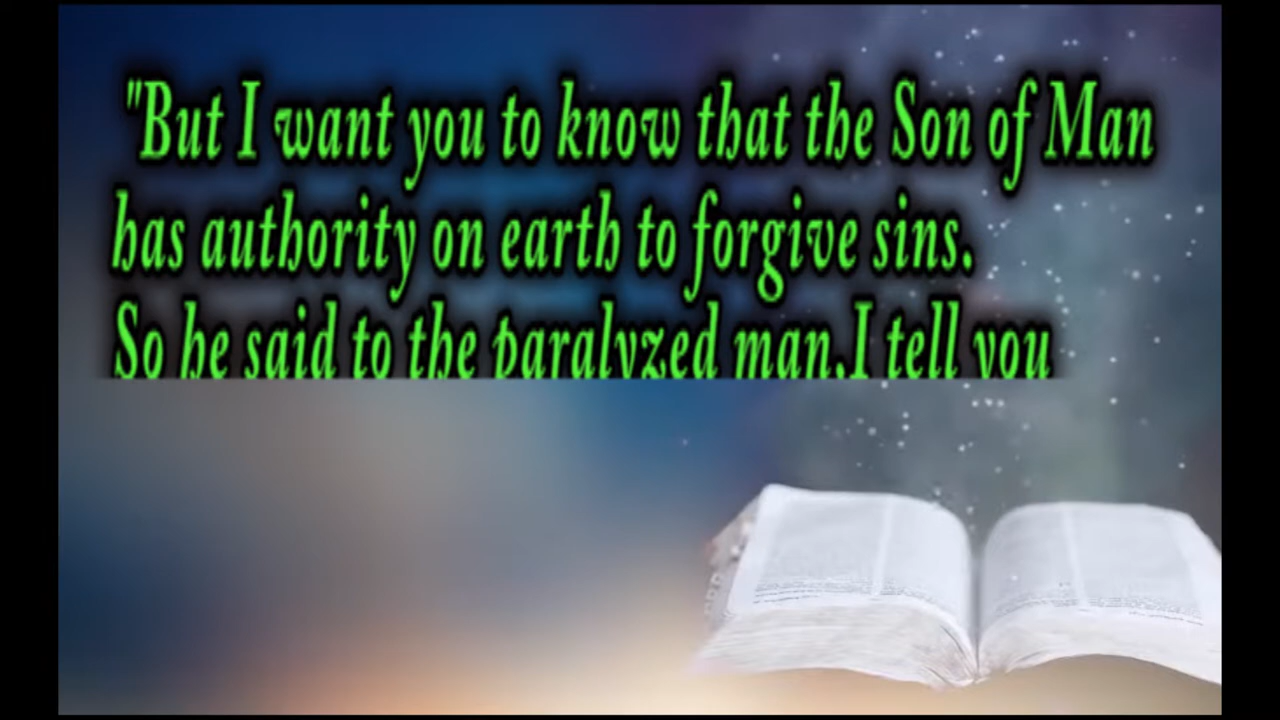 "But I want you to know that the Son of Man
has authority on earth to forgive sins.
So he said to the paralyzed man,I tell you